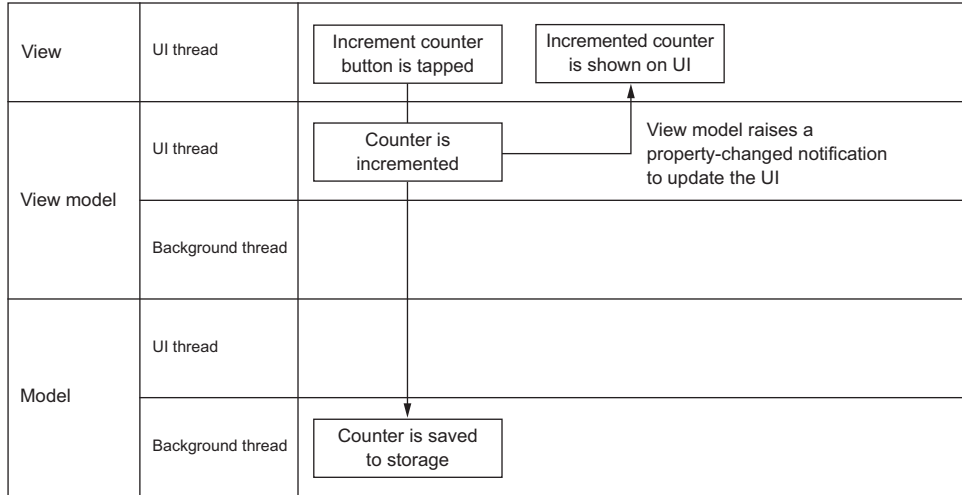 View
UI thread
Increment counter
button is tapped
Incremented counter
is shown on UI
View model
UI thread
Counter is
incremented
View model raises a
property-changed notification
to update the UI
Background thread
Model
UI thread
Background thread
Counter is saved
to storage